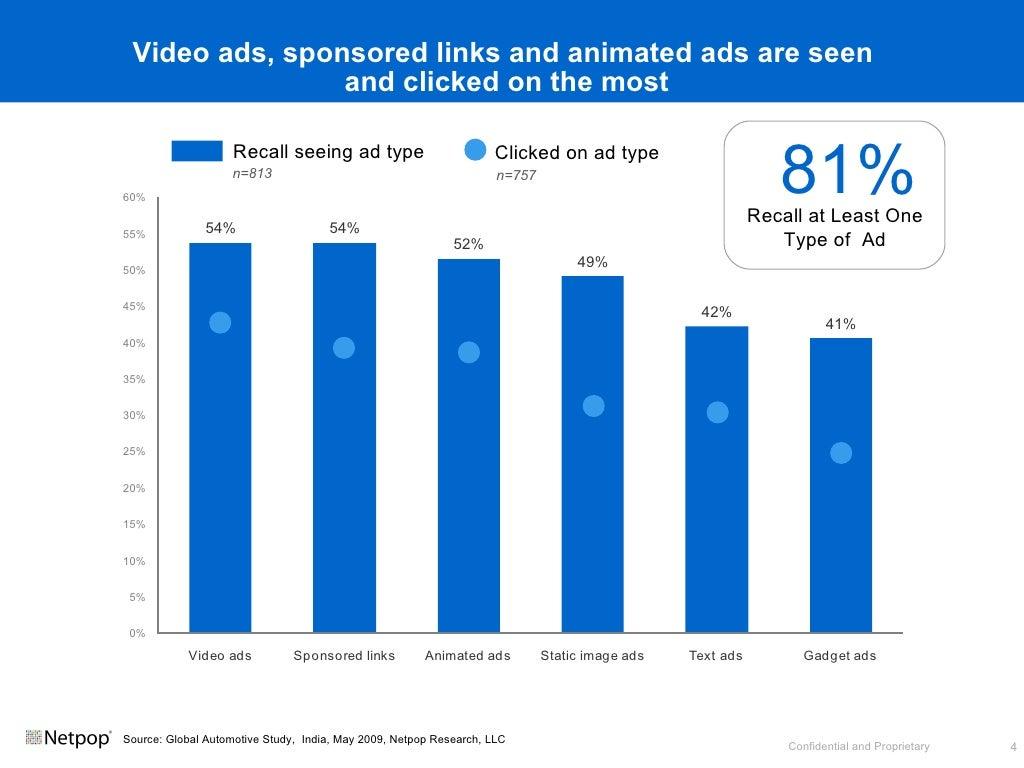 Video ads, sponsored links and animated ads are seen
and clicked on the most
Recall seeing ad type
n=813
Clicked on ad type
n=757
81%
Recall at Least One
Type of Ad
60%
55%
50%
45%
40%
35%
30%
25%
20%
15%
10%
5%
0%
54%
54%
52%
49%
42%
41%
Video ads
Sponsored links
Animated ads
Static image ads
Text ads
Gadget ads
Netpop
Source: Global Automotive Study, India, May 2009, Netpop Research, LLC
Confidential and Proprietary
4